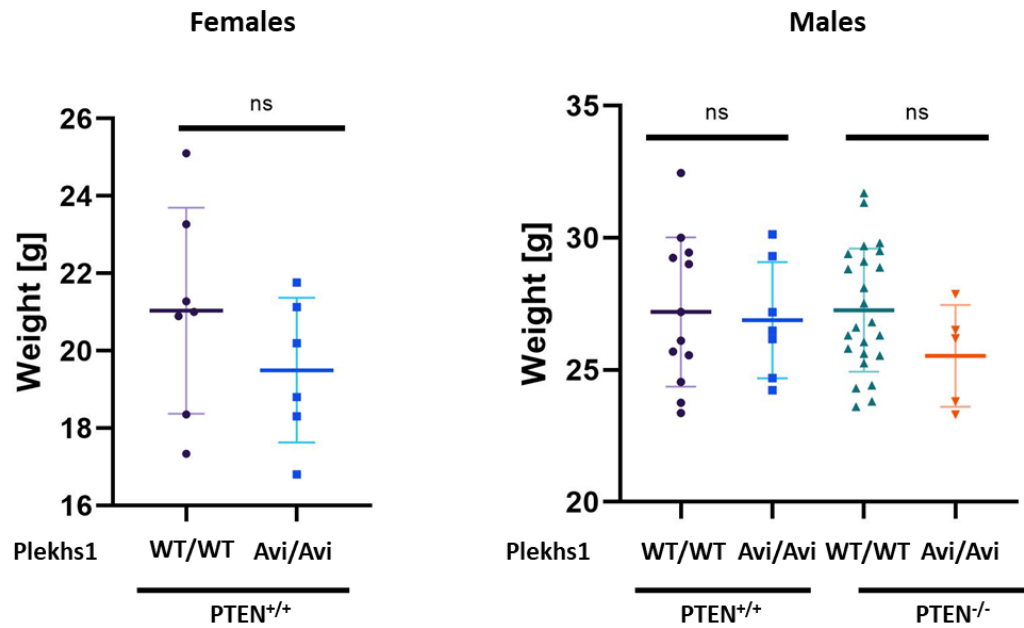 Females
ns
Weight [g]
26
24
22
20
18
16
Plekhs1 WT/WT Avi/Avi
PTEN+/+
Males
ns ns
Weight [g]
35
30
25
20
Plekhs1 WT/WT Avi/Avi WT/WT Avi/Avi
PTEN+/+ PTEN-/-